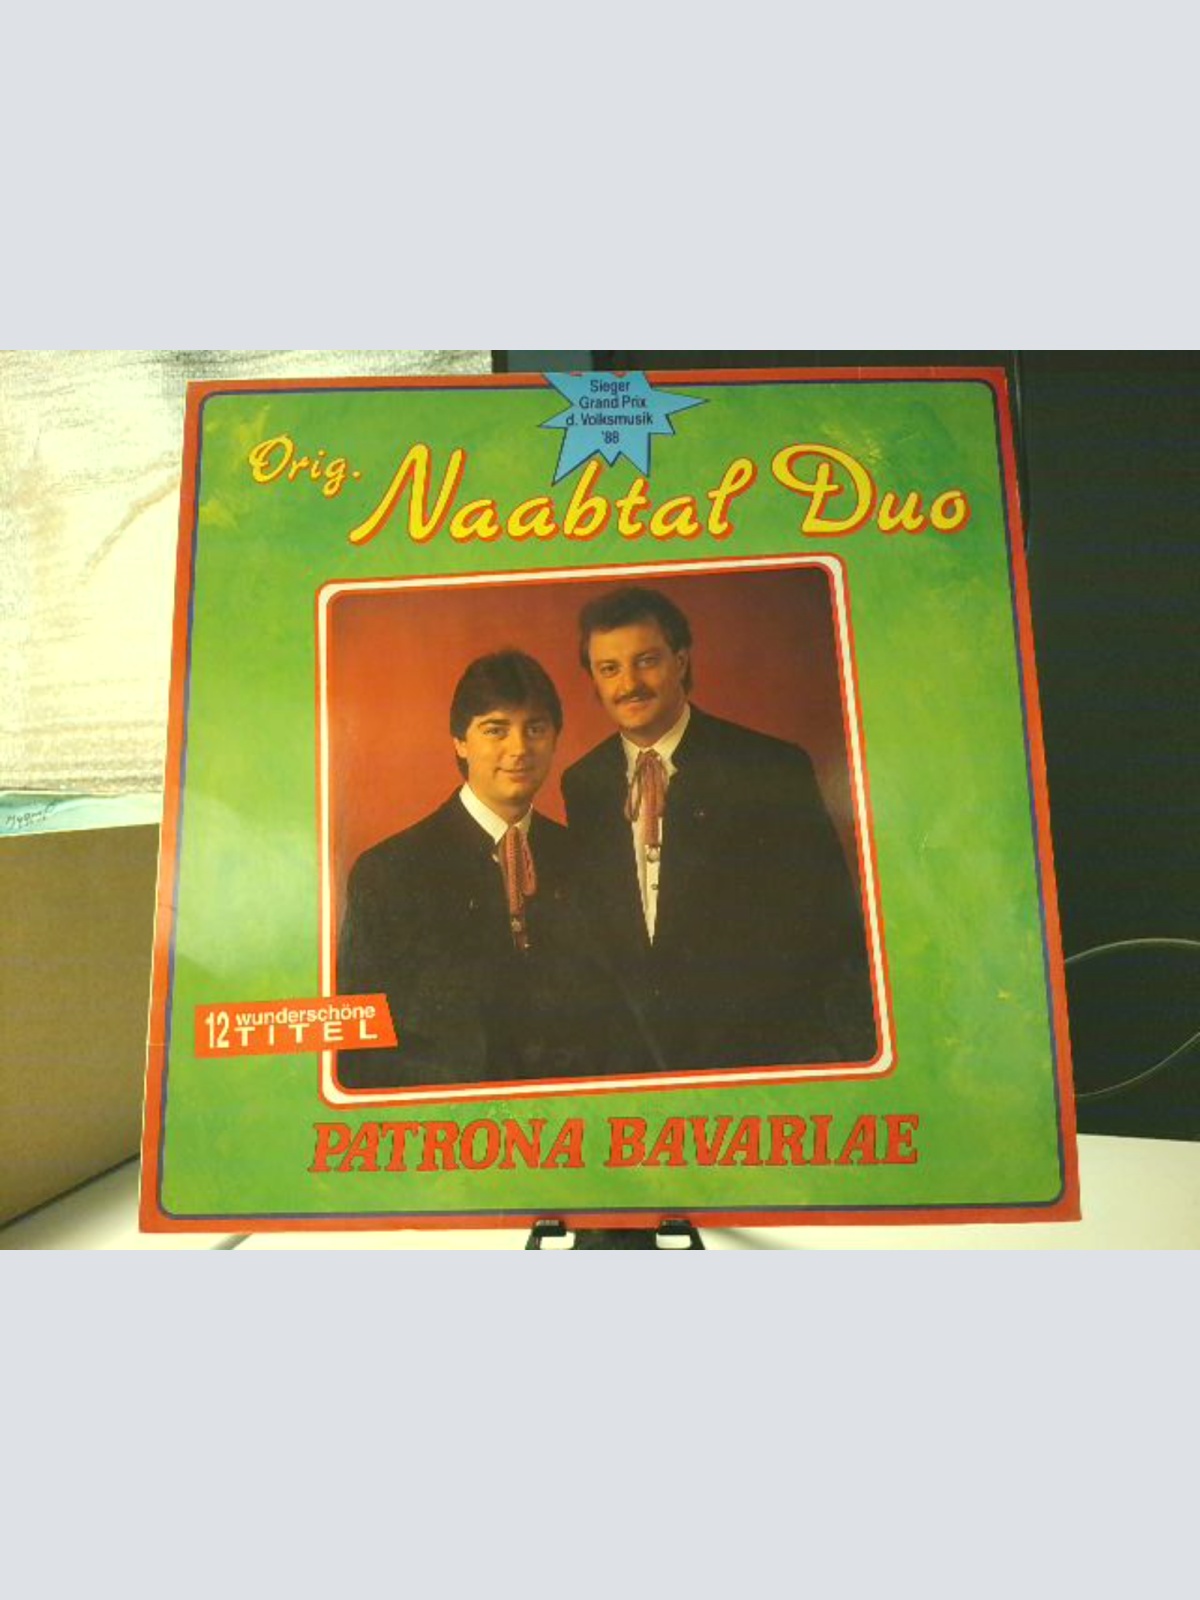 Sieger
Grand Prix
d. Volksmusik
'88
Orig. Naabtal Duo
12 wunderschöne
TITEL
PATRONA BAVARIAE